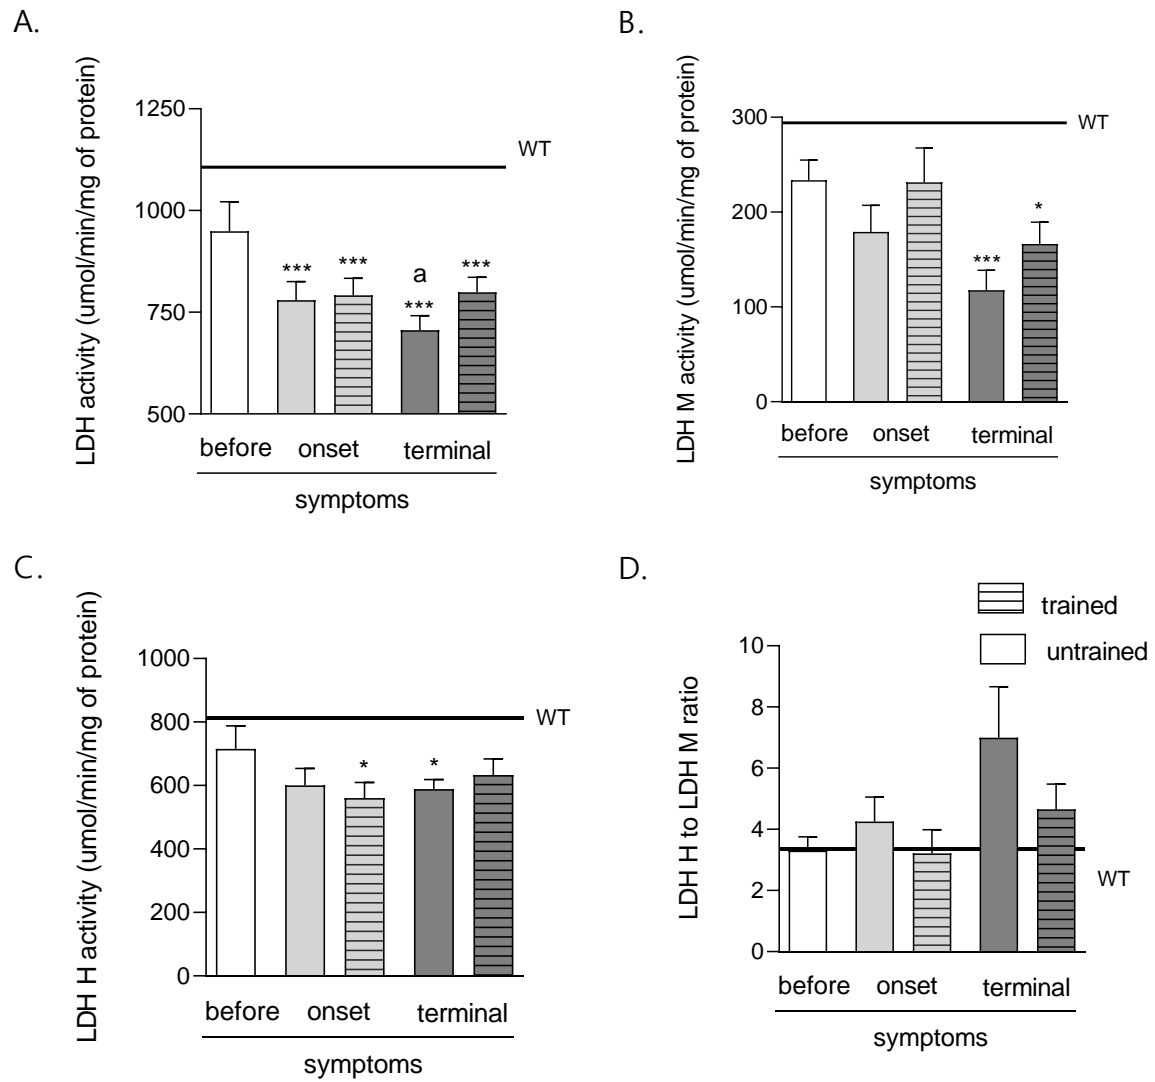 A.
LDH activity (umol/min/mg of protein)
1250
1000
750
500
WT
***
***
a
***
***
before onset terminal
symptoms
B.
LDH M activity (umol/min/mg of protein)
300
200
100
0
WT
***
*
before onset terminal
symptoms
C.
LDH H activity (umol/min/mg of protein)
1000
800
600
400
200
0
WT
*
*
before onset terminal
symptoms
D.
trained
untrained
LDH H to LDH M ratio
10
8
6
4
2
0
WT
before onset terminal
symptoms